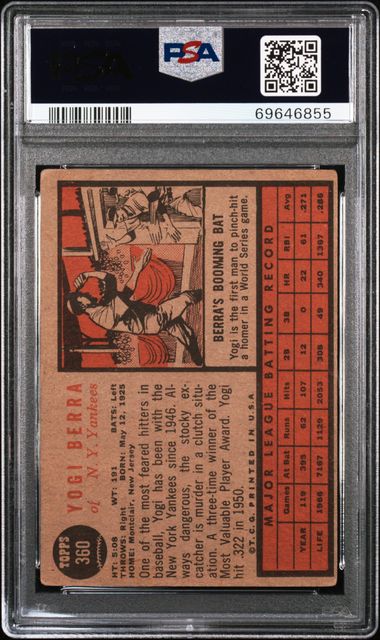 PSA
PSA
69646855
TOPPS
360
YOGI BERRA
of N. Y. Yankees
HT: 5:08 WT: 191 BATS: Left
THROWS: Right BORN: May 12, 1925
HOME: Montclair, New Jersey
One of the most feared hitters in
baseball, Yogi has been with the
New York Yankees since 1946. Al-
ways dangerous, the stocky ex-
catcher is murder in a clutch situ-
ation. A three-time winner of the
Most Valuable Player Award. Yogi
hit .322 in 1950.
© T.C.G. PRINTED IN U.S.A.
BERRA'S BOOMING BAT
Yogi is the first man to pinch-hit
a homer in a World Series game.
MAJOR LEAGUE BATTING RECORD
Games At Bat Runs Hits 2B 3B HR RBI Avg
YEAR 119 395 62 107 12 0 22 61 .271
LIFE 1966 7167 1129 2053 308 49 340 1367 .286